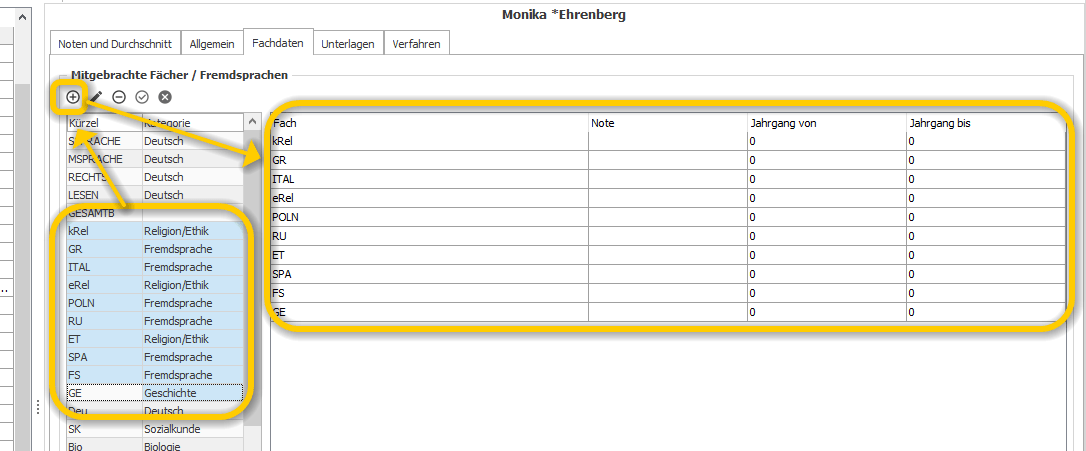 Monika *Ehrenberg
Noten und Durchschnitt Allgemein Fachdaten Unterlagen Verfahren
Mitgebrachte Fächer / Fremdsprachen
Kürzel Kategorie
Deutsch
MSPRACHE Deutsch
RECHTS Deutsch
LESEN Deutsch
GESAMTB
kRel Religion/Ethik
GR Fremdsprache
ITAL Fremdsprache
eRel Religion/Ethik
POLN Fremdsprache
RU Fremdsprache
ET Religion/Ethik
SPA Fremdsprache
FS Fremdsprache
GE Geschichte
Deu Deutsch
SK Sozialkunde
Bio Biologie
Fach Note Jahrgang von Jahrgang bis
kRel 0 0
GR 0 0
ITAL 0 0
eRel 0 0
POLN 0 0
RU 0 0
ET 0 0
SPA 0 0
FS 0 0
GE 0 0